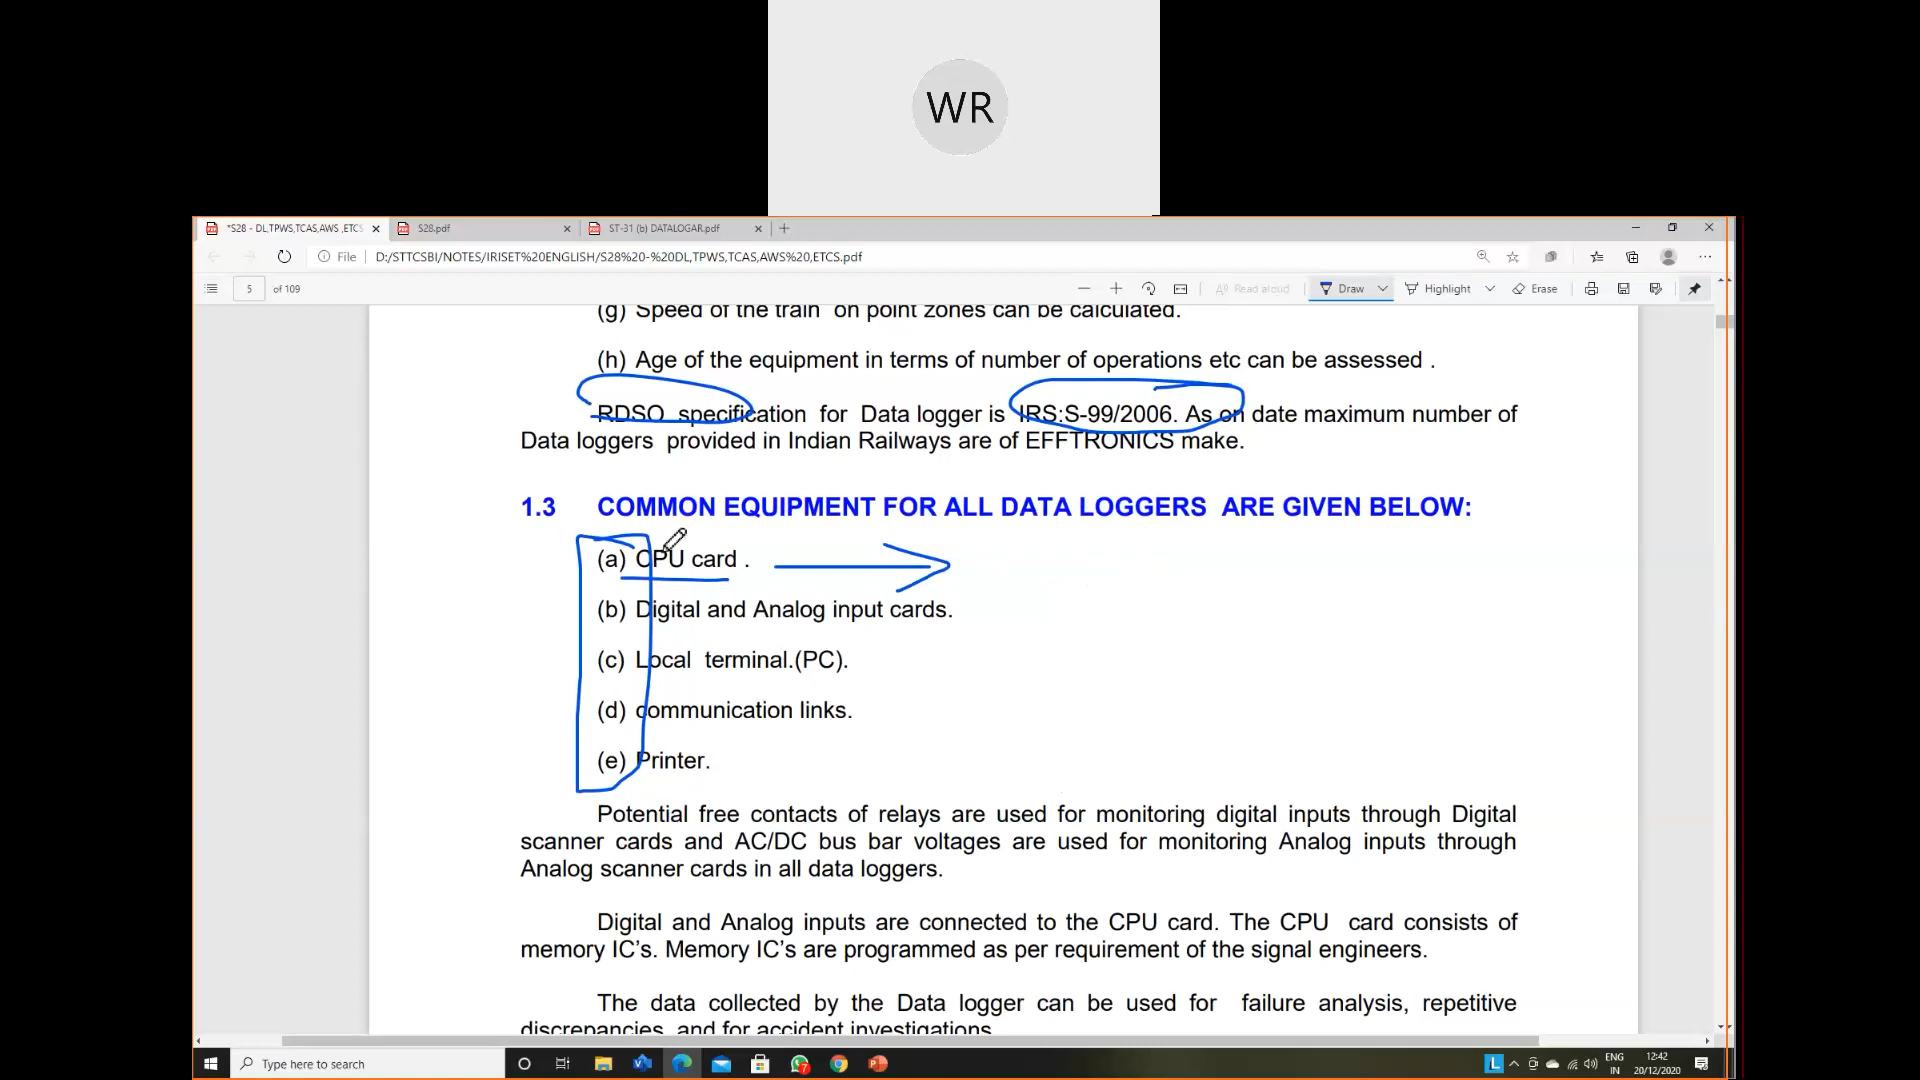 WR
*S28 - DL,TPWS,TCAS,AWS ,ETCS
S28.pdf
ST-31 (b) DATALOGAR.pdf
File
D:/STTCSBI/NOTES/IRISET%20ENGLISH/S28%20-%20DL,TPWS,TCAS,AWS%20,ETCS.pdf
5 of 109
Read aloud
Draw
Highlight
Erase
(g) Speed of the train on point zones can be calculated.
(h) Age of the equipment in terms of number of operations etc can be assessed .
RDSO specification for Data logger is IRS:S-99/2006. As on date maximum number of
Data loggers provided in Indian Railways are of EFFTRONICS make.
1.3 COMMON EQUIPMENT FOR ALL DATA LOGGERS ARE GIVEN BELOW:
(a) CPU card .
(b) Digital and Analog input cards.
(c) Local terminal.(PC).
(d) communication links.
(e) Printer.
Potential free contacts of relays are used for monitoring digital inputs through Digital
scanner cards and AC/DC bus bar voltages are used for monitoring Analog inputs through
Analog scanner cards in all data loggers.
Digital and Analog inputs are connected to the CPU card. The CPU card consists of
memory IC's. Memory IC's are programmed as per requirement of the signal engineers.
The data collected by the Data logger can be used for failure analysis, repetitive
discrepancies and for accident investigations
Type here to search
7
L
ENG
IN
12:42
20/12/2020